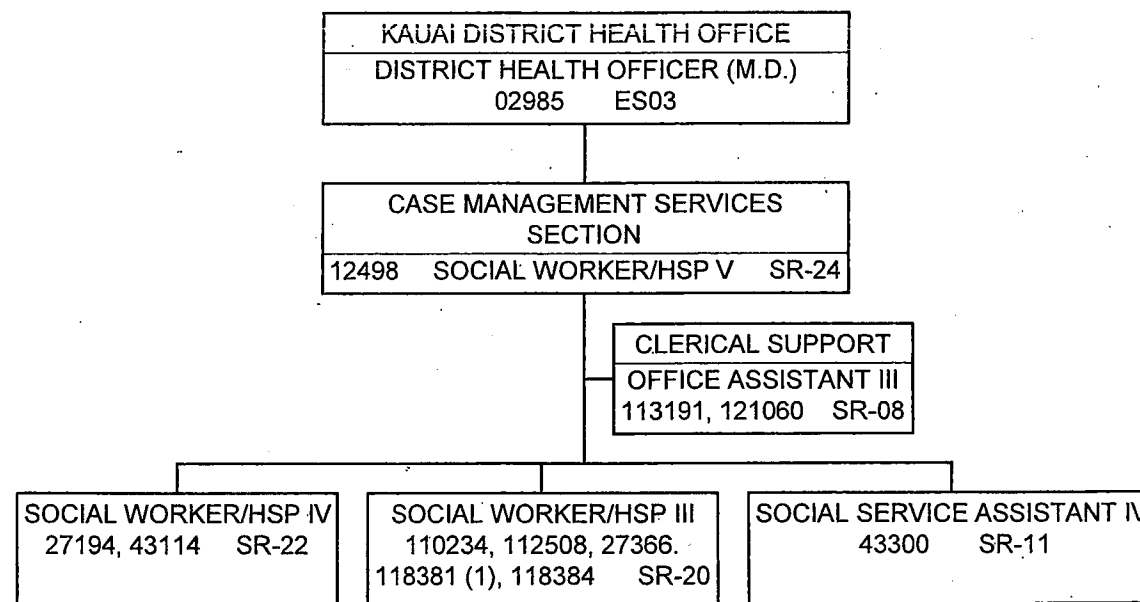 KAUAI DISTRICT HEALTH OFFICE
DISTRICT HEALTH OFFICER (M.D.)
02985 ES03
CASE MANAGEMENT SERVICES
SECTION
12498 SOCIAL WORKER/HSP V SR-24
CLERICAL SUPPORT
OFFICE ASSISTANT III
113191, 121060 SR-08
SOCIAL WORKER/HSP IV
27194, 43114 SR-22
SOCIAL WORKER/HSP III
110234, 112508, 27366.
118381 (1), 118384 SR-20
SOCIAL SERVICE ASSISTANT IV
43300 SR-11